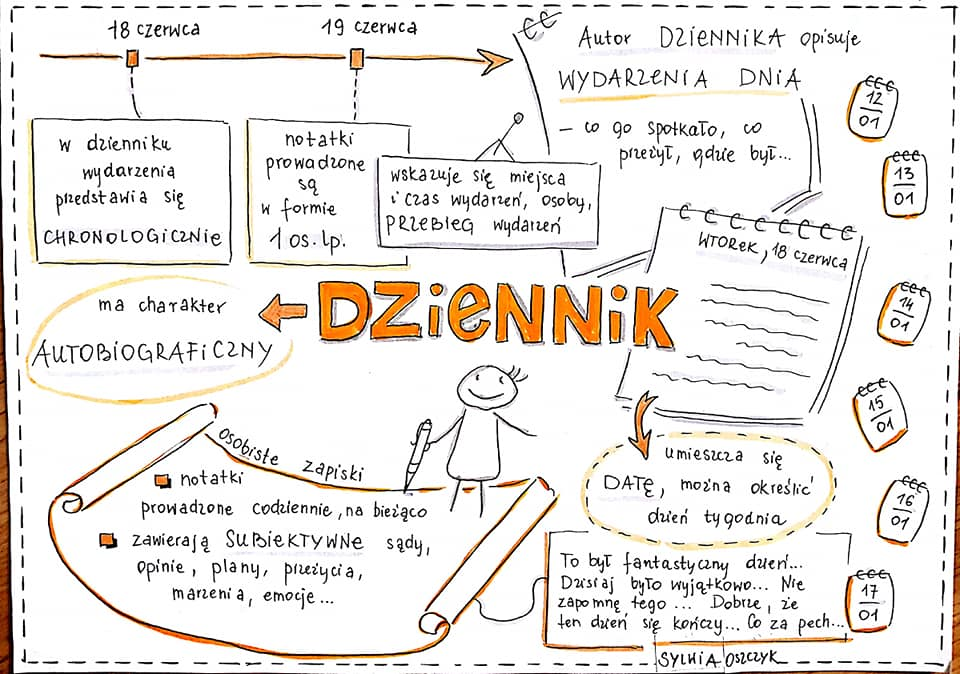 18 czerwca
19 czerwca
w dzienniku
wydarzenia
przedstawia się
CHRONOLOGICZNIE
notatki
prowadzone
są
w formie
1 os. lp.
wskazuje się miejsca
i czas wydarzeń, osoby,
PRZEBIEG wydarzeń
Autor DZIENNIKA opisuje
WYDARZENIA DNIA
- co go spotkało, co
przeżył, gdzie był...
12
01
13
01
14
01
15
01
16
01
17
01
WTOREK, 18 czerwca
ma charakter
AUTOBIOGRAFICZNY
DZIENNIK
osobiste zapiski
notatki
prowadzone codziennie, na bieżąco
zawierają SUBIEKTYWNE sądy,
opinie, plany, przeżycia,
marzenia, emocje...
umieszcza się
DATĘ, można określić
dzień tygodnia
To był fantastyczny dzień...
Dzisiaj było wyjątkowo... Nie
zapomnę tego... Dobrze, że
ten dzień się kończy... Co za pech...
SYLWIA OSZCZYK